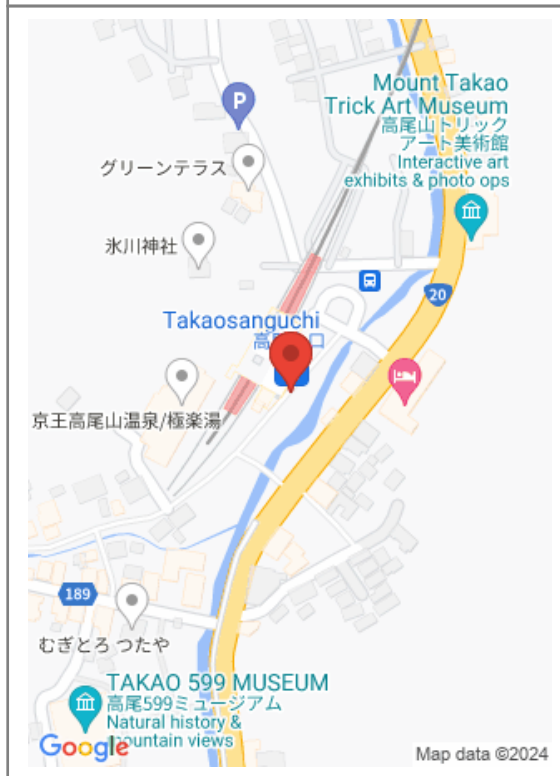 Mount Takao
Trick Art Museum
高尾山トリック
アート美術館
Interactive art
exhibits & photo ops
P
グリーンテラス
氷川神社
20
Takaosanguchi
京王高尾山温泉/極楽湯
189
むぎとろ つたや
TAKAO 599 MUSEUM
高尾599ミュージアム
Natural history &
mountain views
Google
Map data ©2024